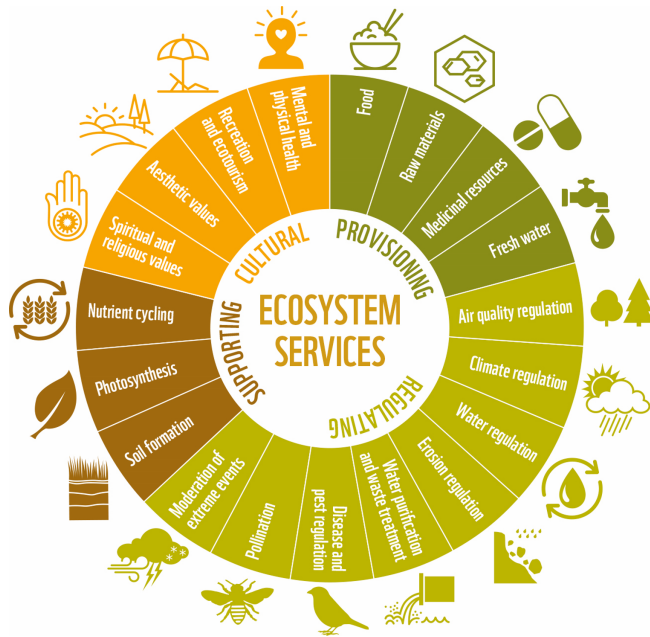 ECOSYSTEM
SERVICES
PROVISIONING
Food
Raw materials
Medicinal resources
Fresh water
REGULATING
Air quality regulation
Climate regulation
Water regulation
Erosion regulation
Water purification
and waste treatment
Disease and
pest regulation
Pollination
Moderation of
extreme events
SUPPORTING
Soil formation
Photosynthesis
Nutrient cycling
CULTURAL
Spiritual and
religious values
Aesthetic values
Recreation
and ecotourism
Mental and
physical health